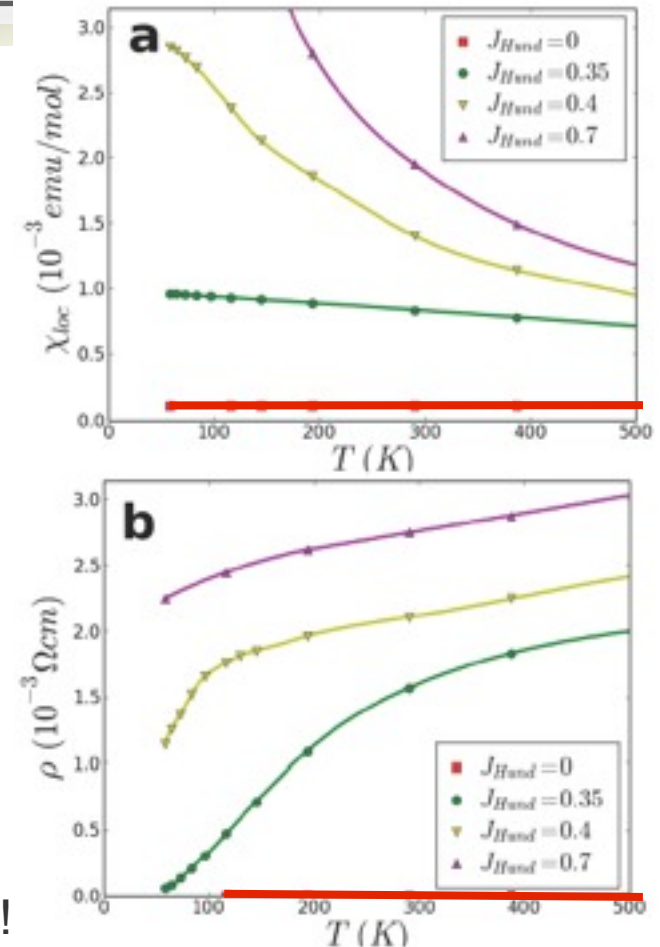 a
3.0
2.5
2.0
1.5
1.0
0.5
0.0
χ_loc (10⁻³ emu/mol)
J_Hund = 0
J_Hund = 0.35
J_Hund = 0.4
J_Hund = 0.7
0 100 200 300 400 500
T (K)
b
3.0
2.5
2.0
1.5
1.0
0.5
0.0
ρ (10⁻³ Ωcm)
J_Hund = 0
J_Hund = 0.35
J_Hund = 0.4
J_Hund = 0.7
0 100 200 300 400 500
T (K)
!